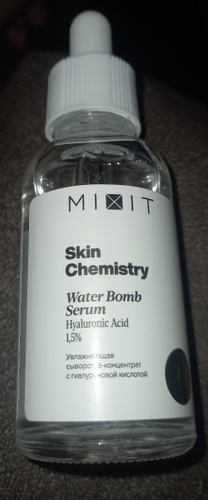 MIXIT
Skin
Chemistry
Water Bomb
Serum
Hyaluronic Acid
1,5%
Увлажняющая
сыворотка-концентрат
с гиалуроновой кислотой